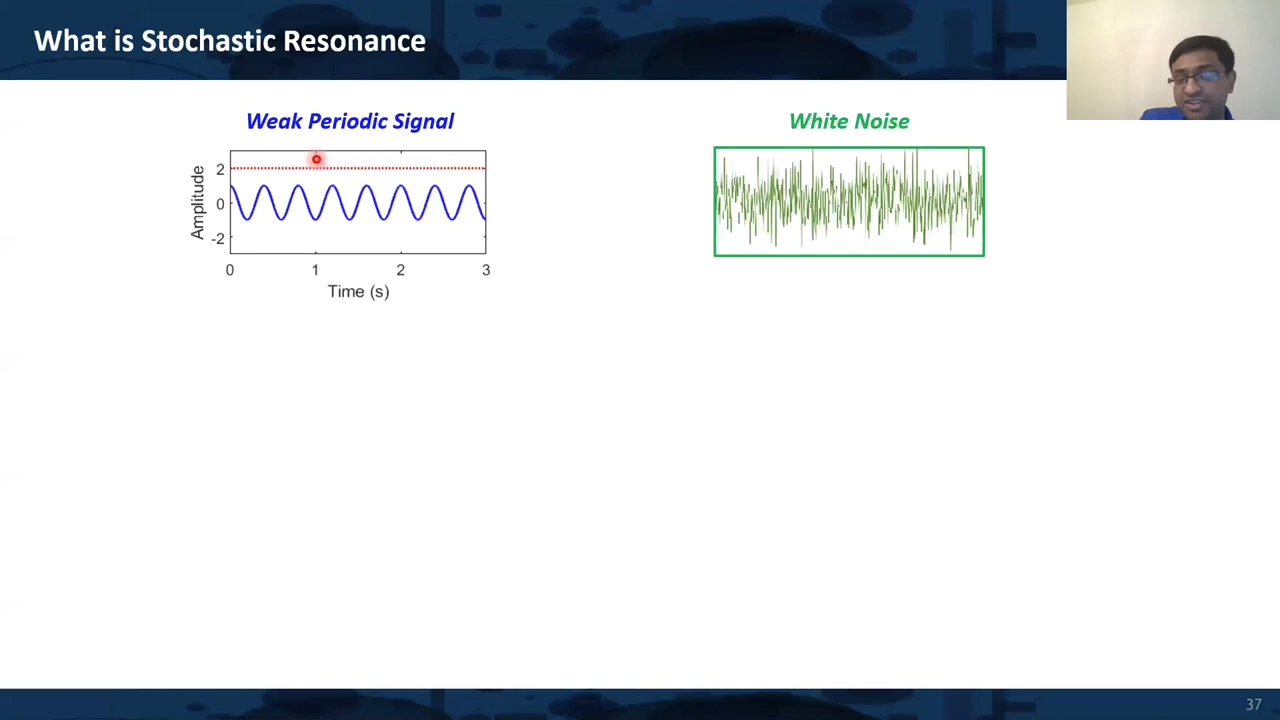 What is Stochastic Resonance
Weak Periodic Signal
White Noise
Amplitude
2
0
-2
0
1
2
3
Time (s)
37